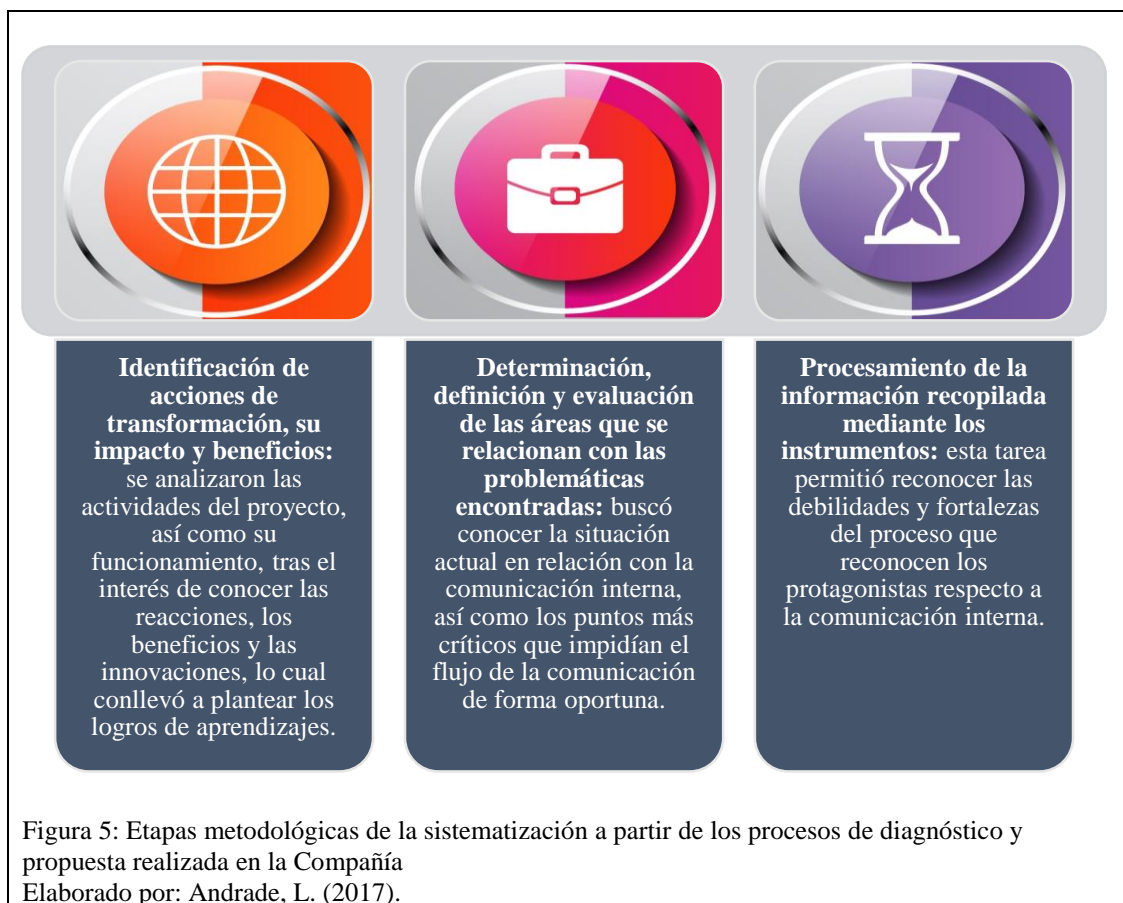 Identificación de
acciones de
transformación, su
impacto y beneficios:
se analizaron las
actividades del proyecto,
así como su
funcionamiento, tras el
interés de conocer las
reacciones, los
beneficios y las
innovaciones, lo cual
conllevó a plantear los
logros de aprendizajes.
Determinación,
definición y evaluación
de las áreas que se
relacionan con las
problemáticas
encontradas: buscó
conocer la situación
actual en relación con la
comunicación interna,
así como los puntos más
críticos que impidían el
flujo de la comunicación
de forma oportuna.
Procesamiento de la
información recopilada
mediante los
instrumentos: esta tarea
permitió reconocer las
debilidades y fortalezas
del proceso que
reconocen los
protagonistas respecto a
la comunicación interna.
Figura 5: Etapas metodológicas de la sistematización a partir de los procesos de diagnóstico y
propuesta realizada en la Compañía
Elaborado por: Andrade, L. (2017).